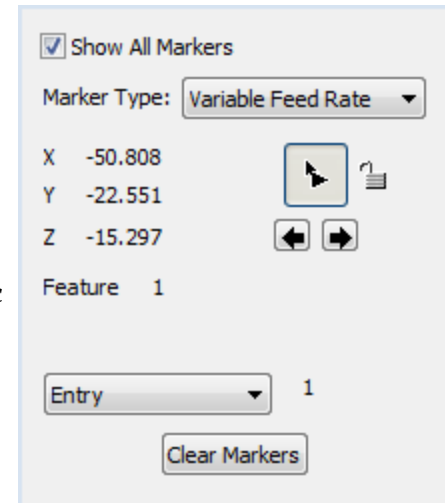 Show All Markers
Marker Type: Variable Feed Rate
X -50.808
Y -22.551
Z -15.297
Feature 1
Entry 1
Clear Markers